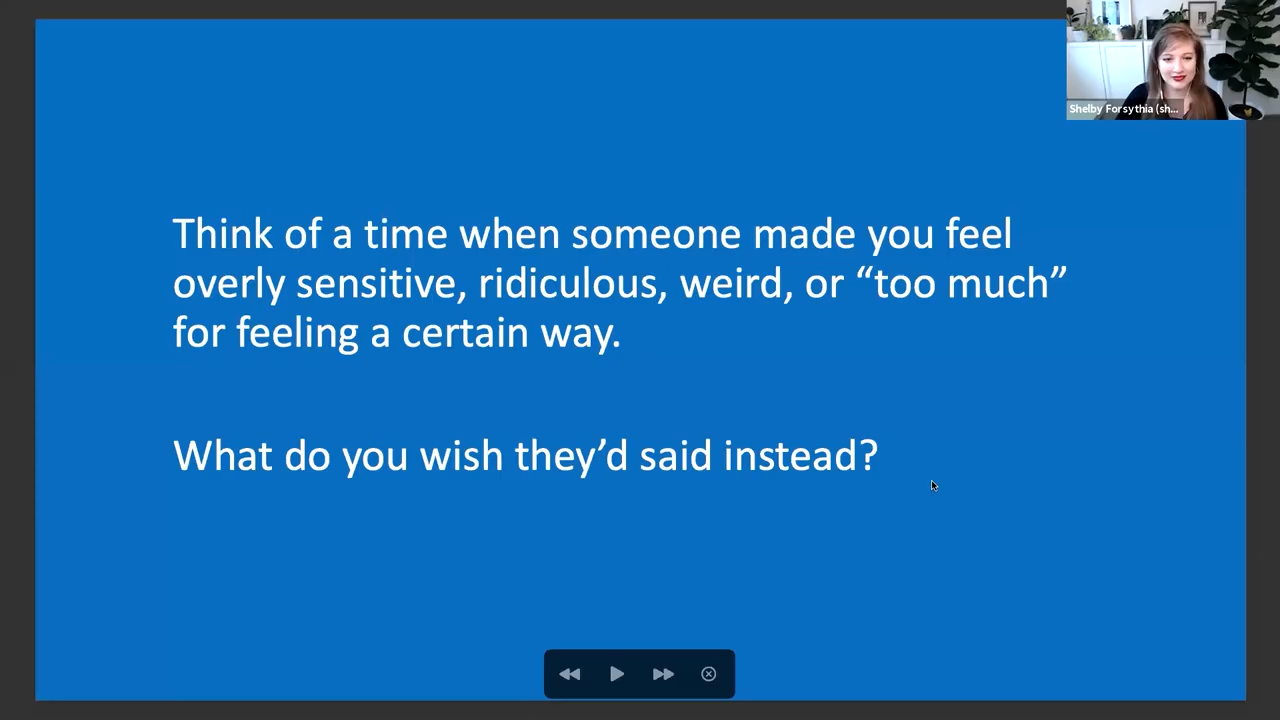 Shelby Forsythia (sh...
Think of a time when someone made you feel
overly sensitive, ridiculous, weird, or “too much”
for feeling a certain way.
What do you wish they’d said instead?